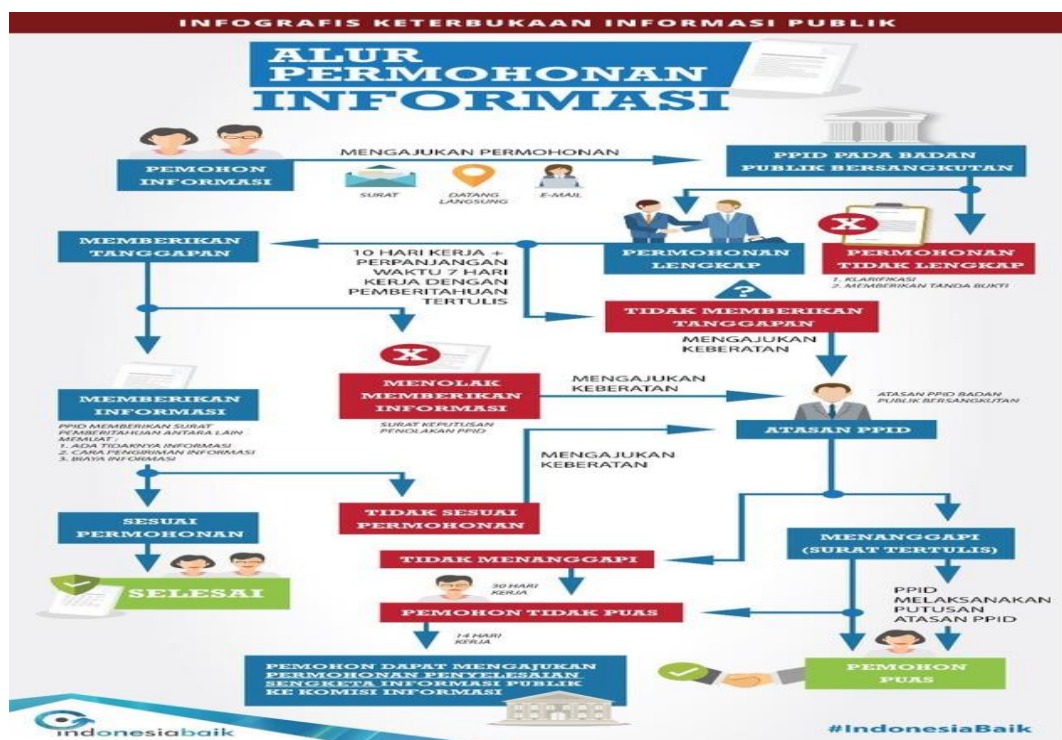 INFOGRAFIS KETERBUKAAN INFORMASI PUBLIK
ALUR
PERMOHONAN
INFORMASI
PEMOHON
INFORMASI
MENGAJUKAN PERMOHONAN
SURAT
DATANG
LANGSUNG
E-MAIL
PPID PADA BADAN
PUBLIK BERSANGKUTAN
MEMBERIKAN
TANGGAPAN
10 HARI KERJA +
PERPANJANGAN
WAKTU 7 HARI
KERJA DENGAN
PEMBERITAHUAN
TERTULIS
PERMOHONAN
LENGKAP
X
PERMOHONAN
TIDAK LENGKAP
1. KLARIFIKASI
2. MEMBERIKAN TANDA BUKTI
?
TIDAK MEMBERIKAN
TANGGAPAN
MENGAJUKAN
KEBERATAN
X
MENOLAK
MEMBERIKAN
INFORMASI
SURAT KEPUTUSAN
PENOLAKAN PPID
MENGAJUKAN
KEBERATAN
ATASAN PPID BADAN
PUBLIK BERSANGKUTAN
ATASAN PPID
MEMBERIKAN
INFORMASI
PPID MEMBERIKAN SURAT
PEMBERITAHUAN ANTARA LAIN
MEMUAT :
1. ADA TIDAKNYA INFORMASI
2. CARA PENGIRIMAN INFORMASI
3. BIAYA INFORMASI
MENGAJUKAN
KEBERATAN
SESUAI
PERMOHONAN
TIDAK SESUAI
PERMOHONAN
SELESAI
TIDAK MENANGGAPI
MENANGGAPI
(SURAT TERTULIS)
30 HARI
KERJA
PEMOHON TIDAK PUAS
PPID
MELAKSANAKAN
PUTUSAN
ATASAN PPID
14 HARI
KERJA
PEMOHON DAPAT MENGAJUKAN
PERMOHONAN PENYELESAIAN
SENGKETA INFORMASI PUBLIK
KE KOMISI INFORMASI
PEMOHON
PUAS
indonesiabaik
#IndonesiaBaik